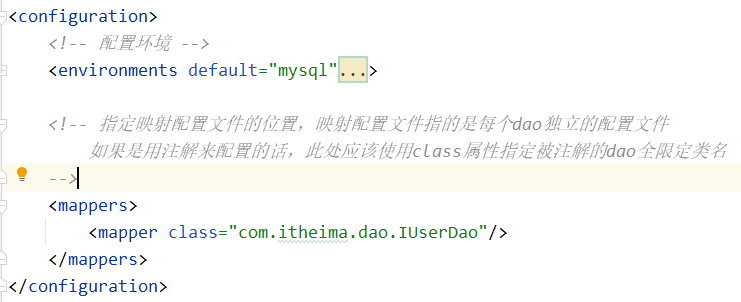 <configuration>
<!-- 配置环境 -->
<environments default="mysql"...>
<!-- 指定映射配置文件的位置，映射配置文件指的是每个dao独立的配置文件
如果是用注解来配置的话，此处应该使用class属性指定被注解的dao全限定类名
-->
<mappers>
<mapper class="com.itheima.dao.IUserDao"/>
</mappers>
</configuration>